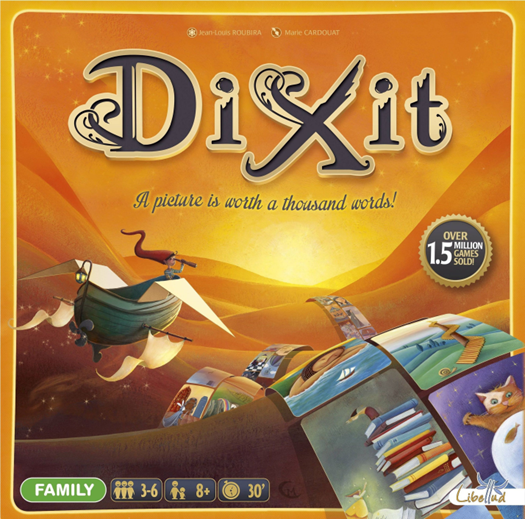 Jean-Louis ROUBIRA Marie CARDOUAT
DiXit
A picture is worth a thousand words!
OVER
1.5 MILLION
GAMES
SOLD!
FAMILY 3-6 8+ 30'
Libellud